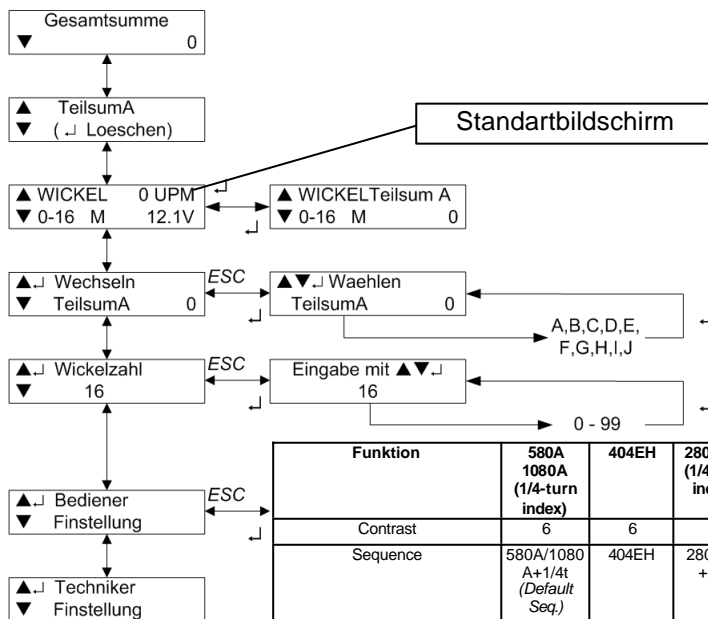 Gesamtsumme
▼ 0
▲ TeilsumA
▼ (↵ Loeschen)
Standartbildschirm
▲ WICKEL 0 UPM
▼ 0-16 M 12.1V
↵
↵
▲ WICKELTeilsum A
▼ 0-16 M 0
▲↵ Wechseln
▼ TeilsumA 0
ESC
↵
▲▼↵ Waehlen
TeilsumA 0
A,B,C,D,E,
F,G,H,I,J
▲↵ Wickelzahl
▼ 16
ESC
↵
Eingabe mit ▲▼↵
16
0 - 99
▲↵ Bediener
▼ Finstellung
ESC
↵
▲↵ Techniker
▼ Finstellung
Funktion
580A
1080A
(1/4-turn
index)
404EH
Contrast 6 6
Sequence
580A/1080
A+1/4t
(Default
Seq.)
404EH